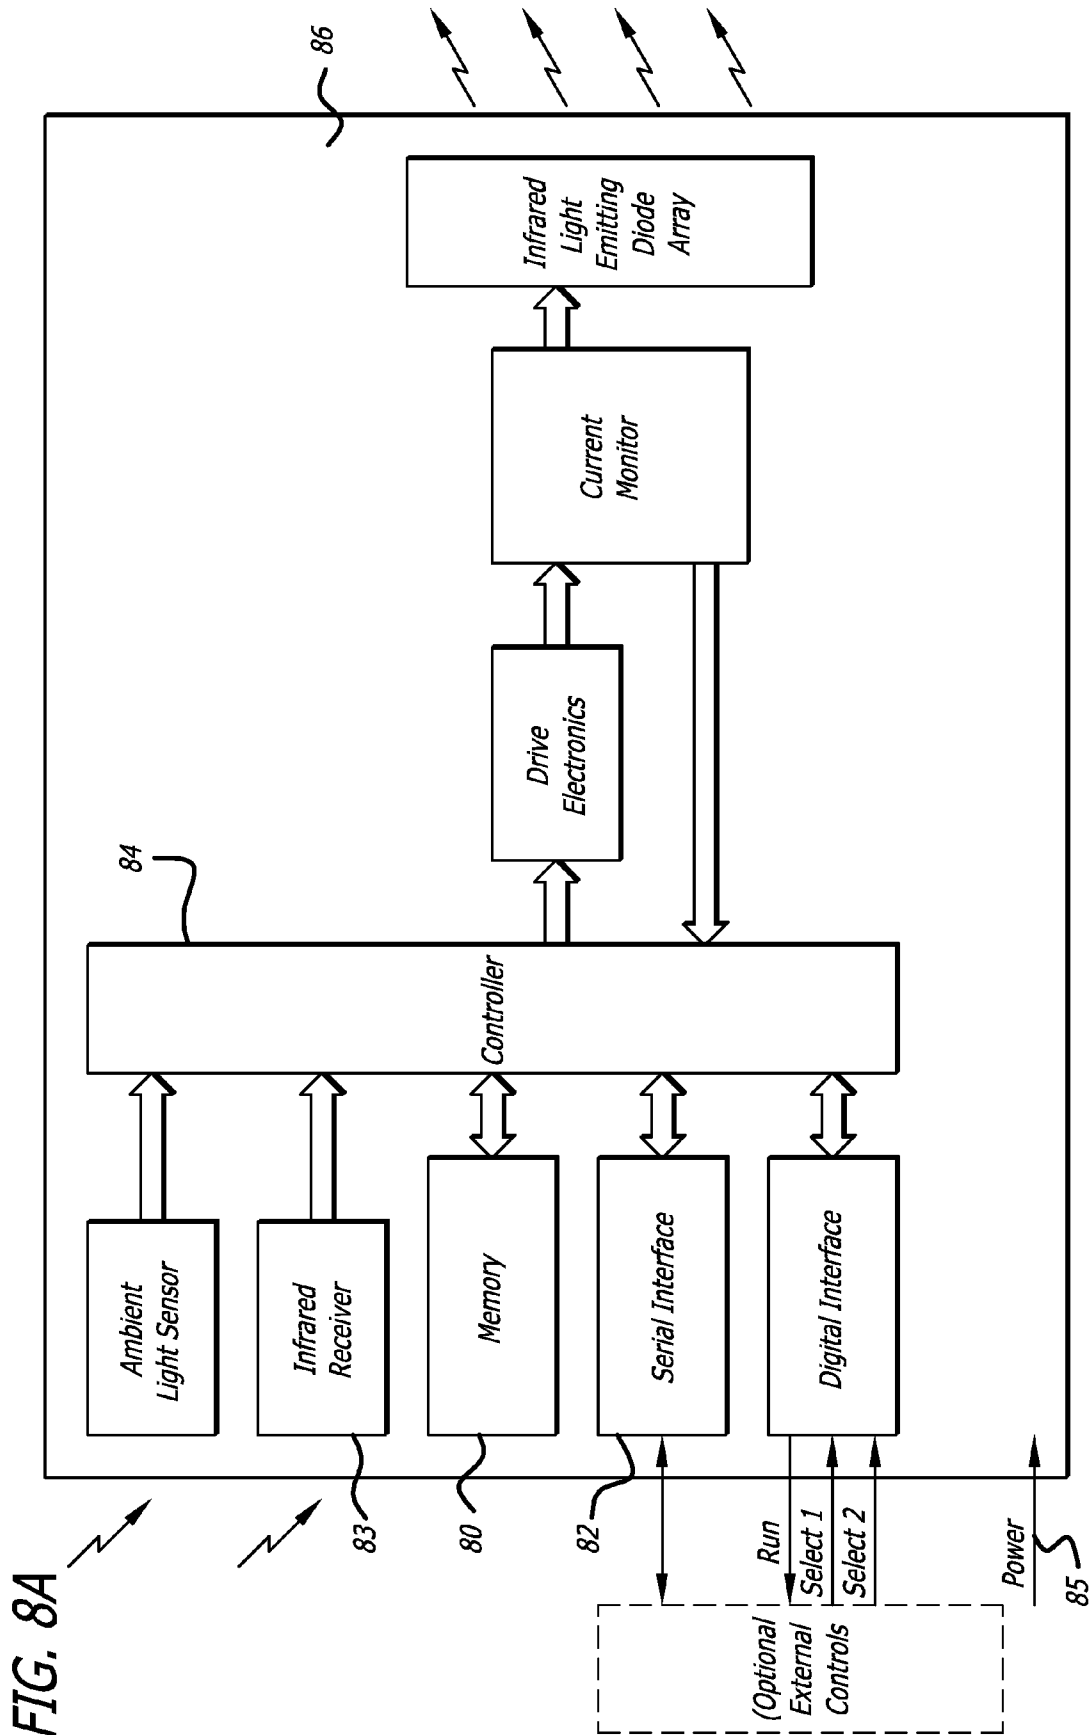 FIG. 8A
86
84
Ambient
Light Sensor
Infrared
Receiver
83
Memory
80
Serial Interface
82
Digital Interface
Controller
Drive
Electronics
Current
Monitor
Infrared
Light
Emitting
Diode
Array
(Optional
External
Controls
Run
Select 1
Select 2
Power
85